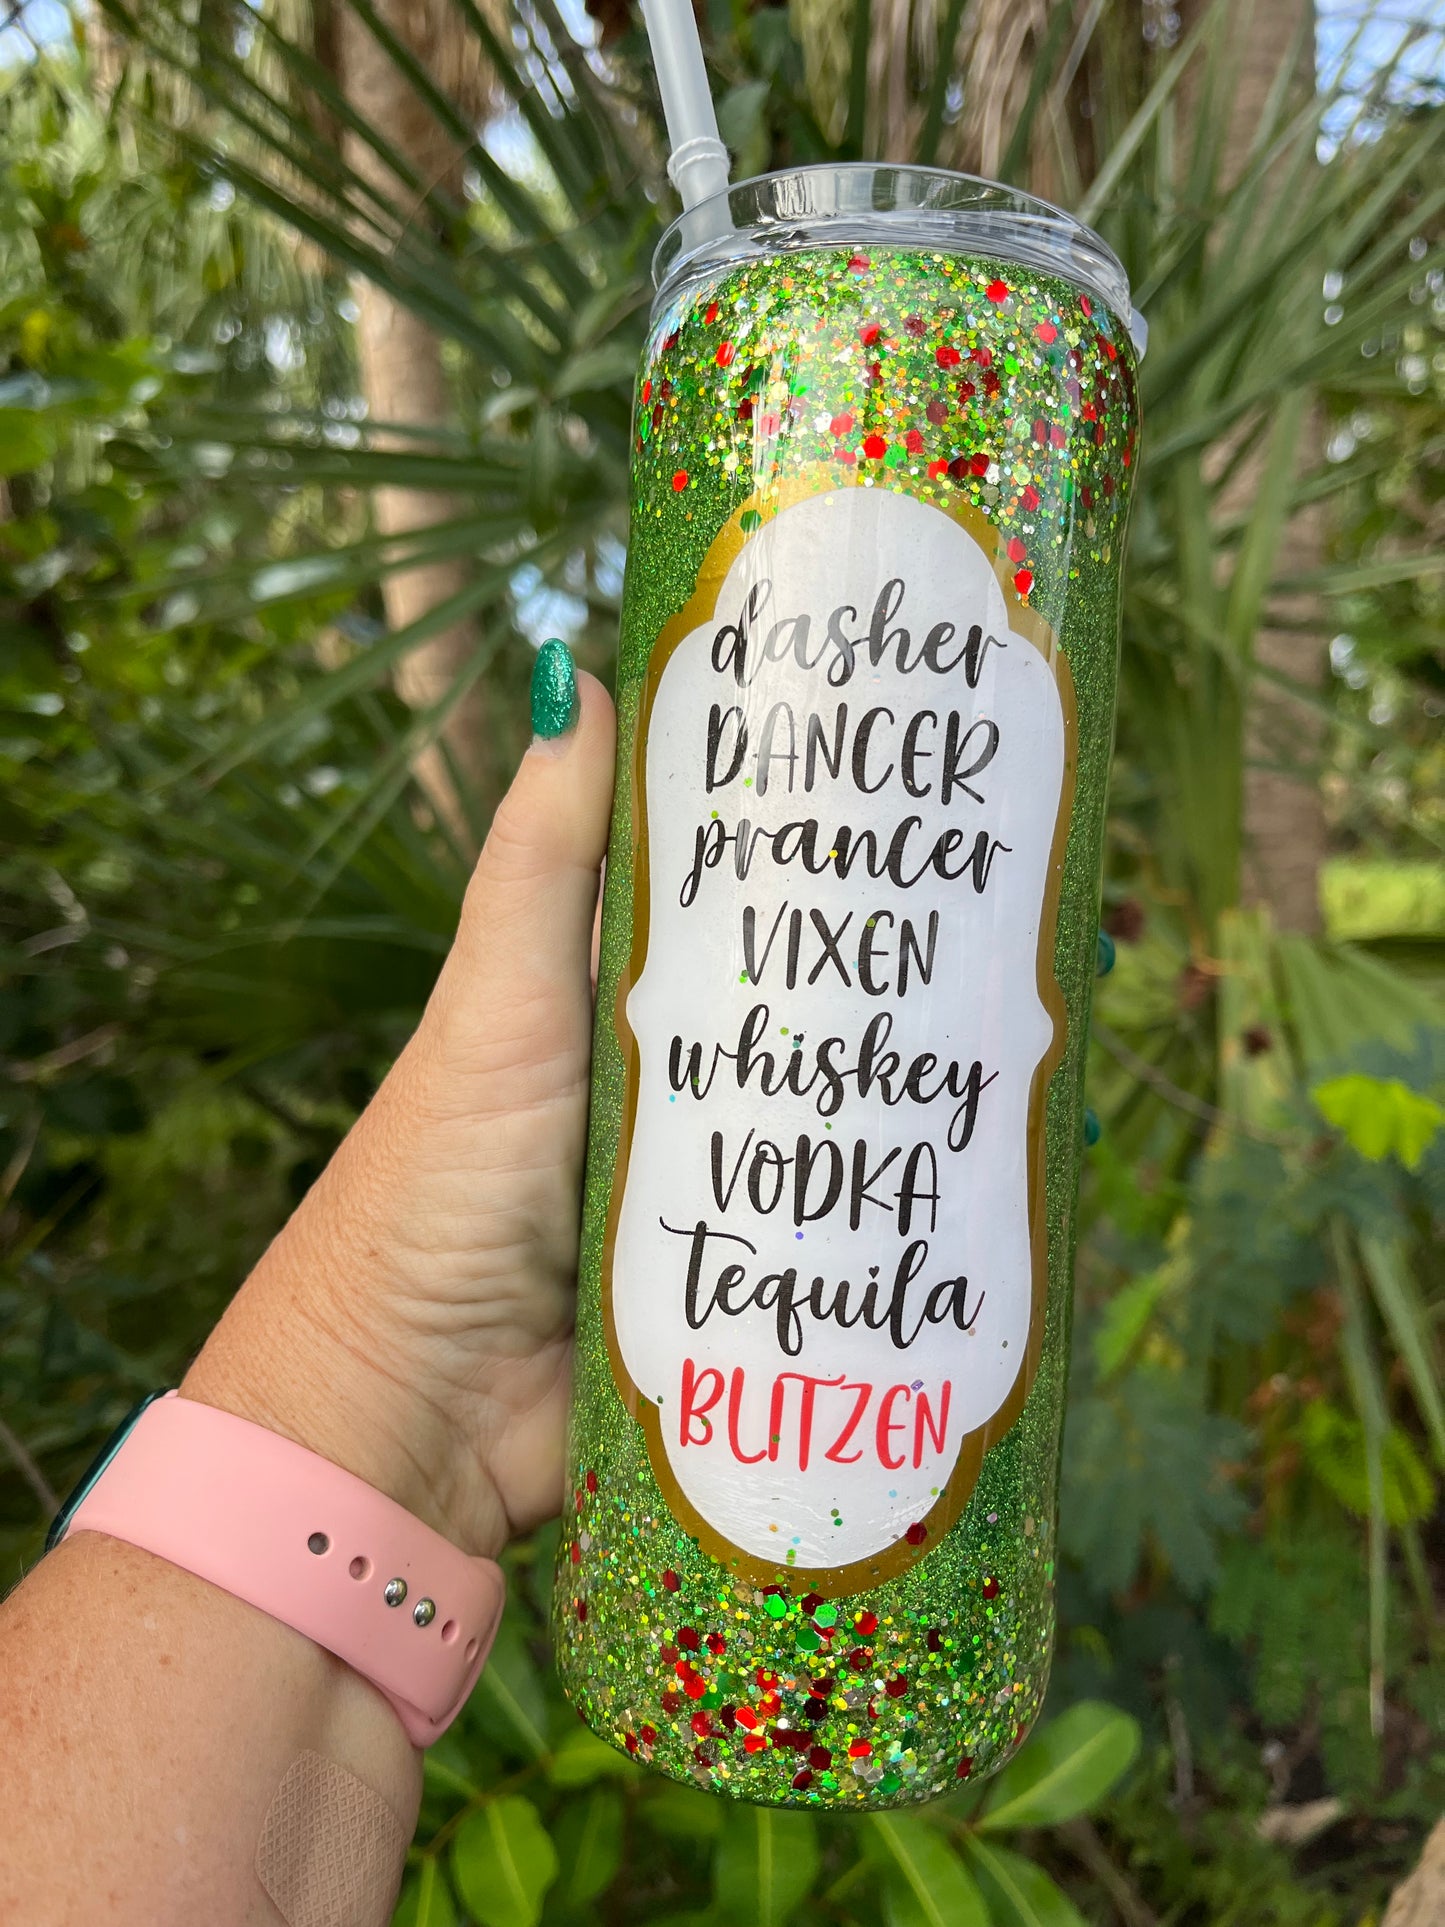 dasher
DANCER
prancer
VIXEN
whiskey
VODKA
Tequila
BLITZEN